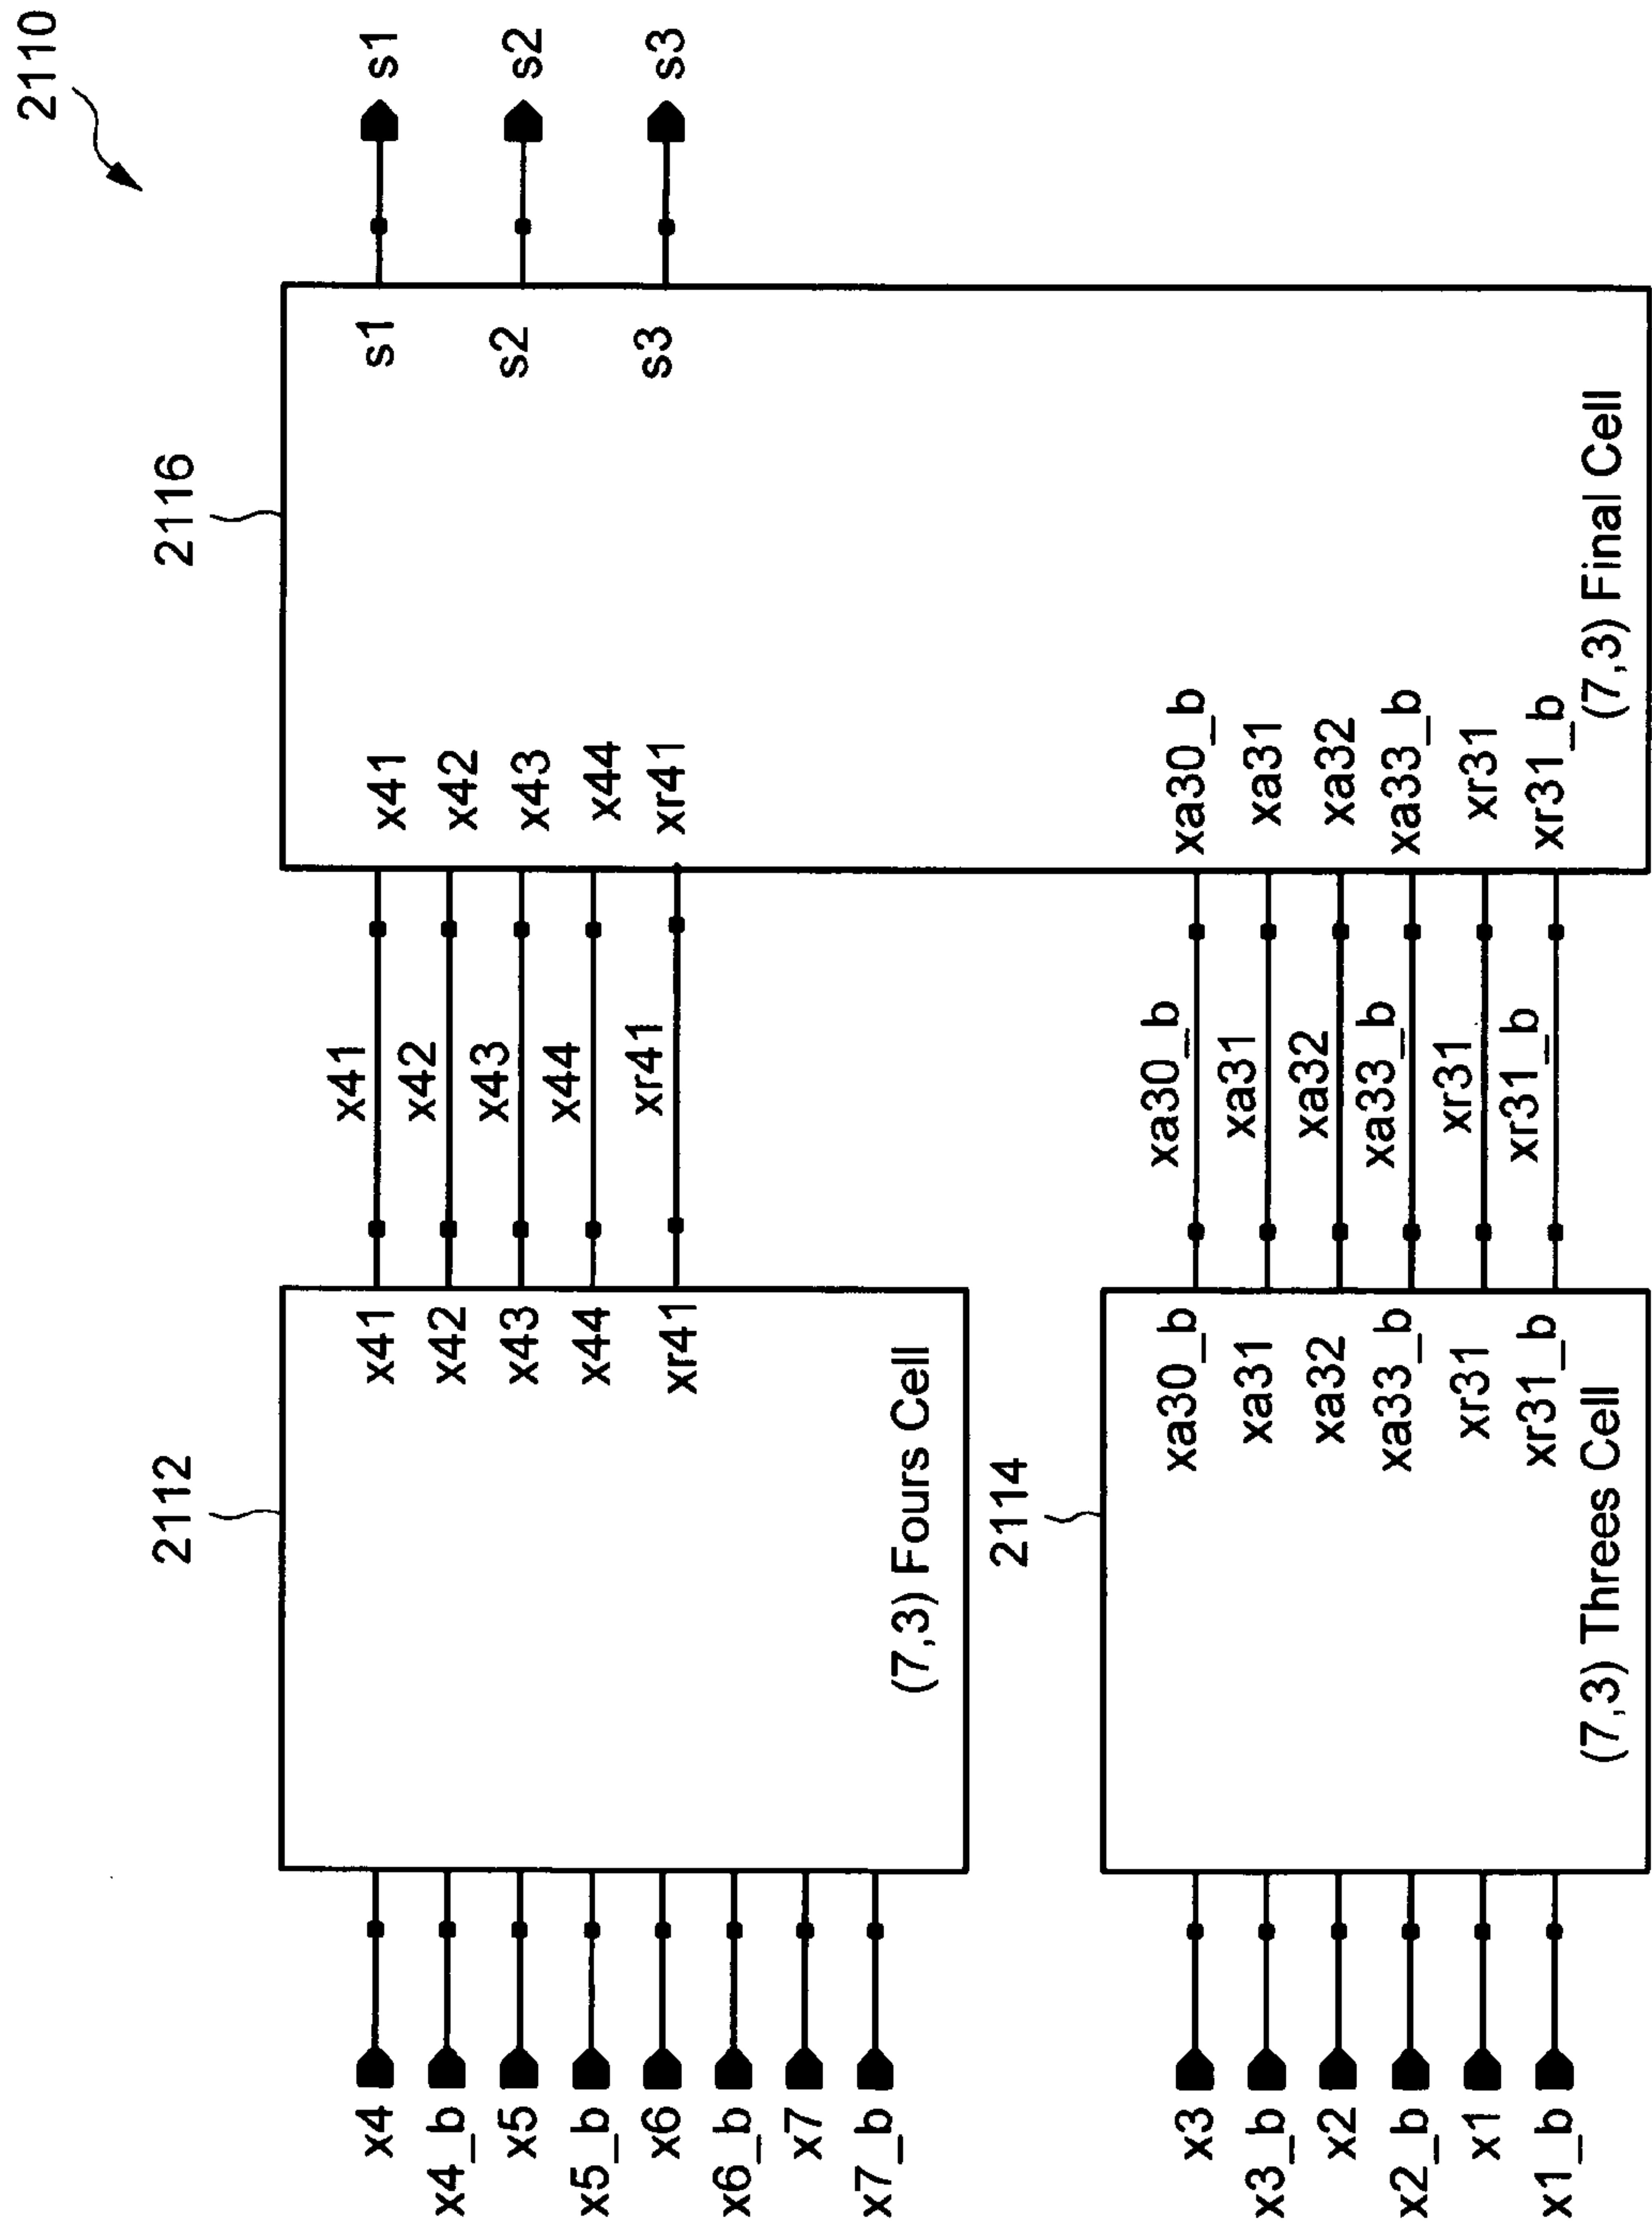 2110
2112
x4
x4_b
x5
x5_b
x6
x6_b
x7
x7_b
x41
x42
x43
x44
xr41
(7,3) Fours Cell
x41
x42
x43
x44
xr41
2114
x3
x3_b
x2
x2_b
x1
x1_b
xa30_b
xa31
xa32
xa33_b
xr31
xr31_b
(7,3) Threes Cell
xa30_b
xa31
xa32
xa33_b
xr31
xr31_b
2116
x41
x42
x43
x44
xr41
xa30_b
xa31
xa32
xa33_b
xr31
xr31_b
(7,3) Final Cell
s1
s2
s3
s1
s2
s3